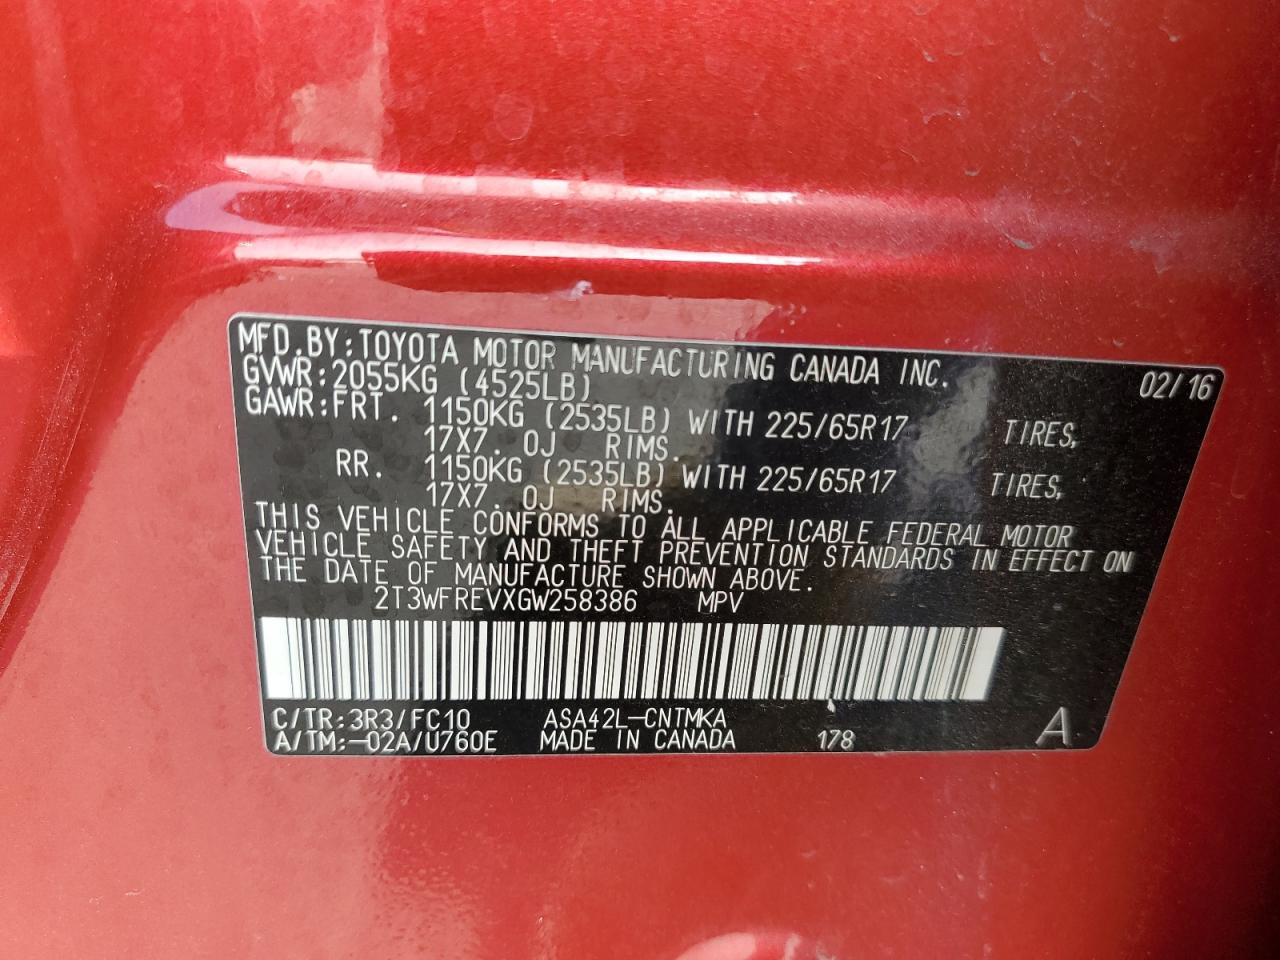 MFD. BY: TOYOTA MOTOR MANUFACTURING CANADA INC. 02/16
GVWR: 2055KG (4525LB)
GAWR: FRT. 1150KG (2535LB) WITH 225/65R17 TIRES,
17X7. 0J RIMS.
RR. 1150KG (2535LB) WITH 225/65R17 TIRES,
17X7. 0J RIMS.
THIS VEHICLE CONFORMS TO ALL APPLICABLE FEDERAL MOTOR
VEHICLE SAFETY AND THEFT PREVENTION STANDARDS IN EFFECT ON
THE DATE OF MANUFACTURE SHOWN ABOVE.
2T3WFREVXGW258386 MPV
C/TR: 3R3/FC10 ASA42L-CNTMKA
A/TM: -02A/U760E MADE IN CANADA 178 A